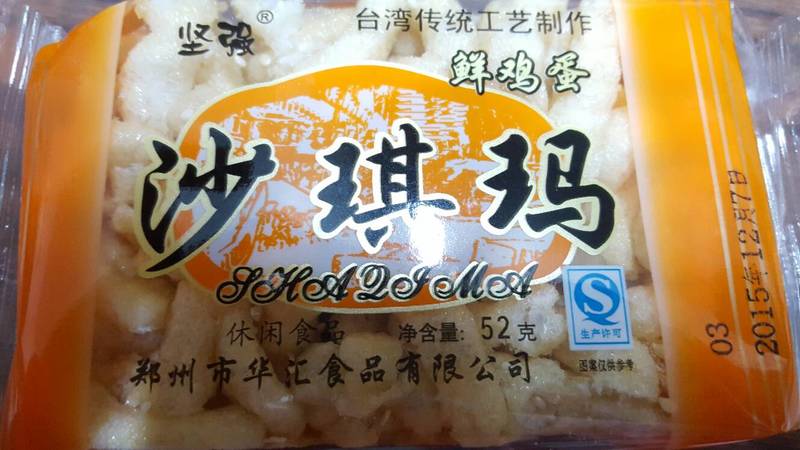 坚强®
台湾传统工艺制作
鲜鸡蛋
沙琪玛
SHAQIMA
休闲食品 净含量: 52克
郑州市华汇食品有限公司
生产许可
图案仅供参考
03
2015年12月7日